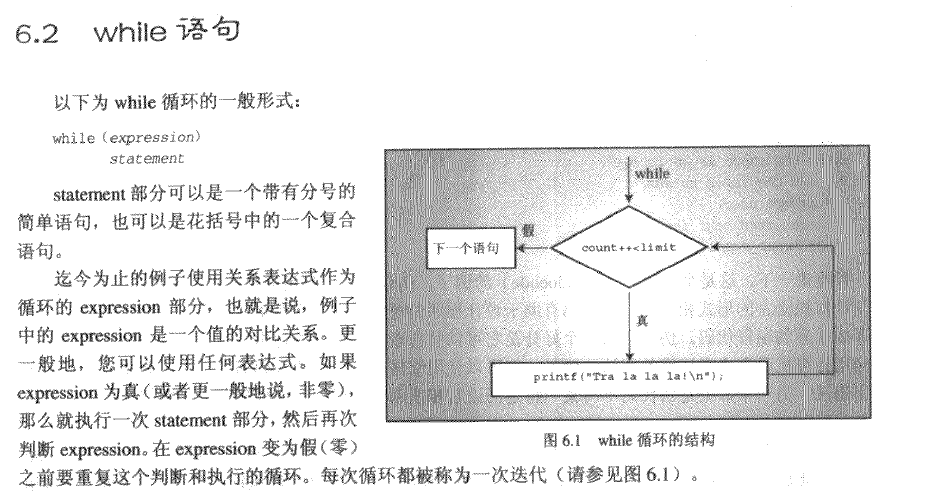 6.2 while 语句
以下为 while 循环的一般形式：
while (expression)
statement
statement 部分可以是一个带有分号的
简单语句，也可以是花括号中的一个复合
语句。
迄今为止的例子使用关系表达式作为
循环的 expression 部分，也就是说，例子
中的 expression 是一个值的对比关系。更
一般地，您可以使用任何表达式。如果
expression 为真（或者更一般地说，非零），
那么就执行一次 statement 部分，然后再次
判断 expression。在 expression 变为假（零）
之前要重复这个判断和执行的循环。每次循环都被称为一次迭代（请参见图 6.1）。
while
假
下一个语句
count++<limit
真
printf("Tra la la la!\n");
图 6.1 while 循环的结构